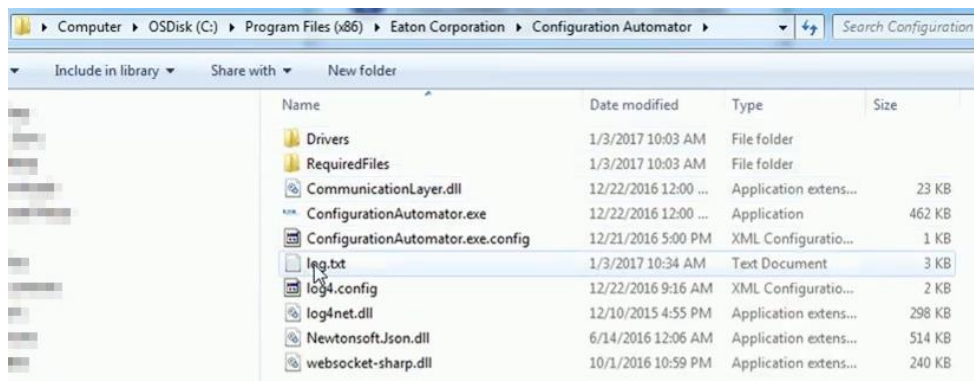 Computer ▸ OSDisk (C:) ▸ Program Files (x86) ▸ Eaton Corporation ▸ Configuration Automator ▸ Search Configuration
Include in library Share with New folder
Name Date modified Type Size
Drivers 1/3/2017 10:03 AM File folder
RequiredFiles 1/3/2017 10:03 AM File folder
CommunicationLayer.dll 12/22/2016 12:00 ... Application extens... 23 KB
ConfigurationAutomator.exe 12/22/2016 12:00 ... Application 462 KB
ConfigurationAutomator.exe.config 12/21/2016 5:00 PM XML Configuratio... 1 KB
log.txt 1/3/2017 10:34 AM Text Document 3 KB
log4.config 12/22/2016 9:16 AM XML Configuratio... 2 KB
log4net.dll 12/10/2015 4:55 PM Application extens... 298 KB
Newtonsoft.Json.dll 6/14/2016 12:06 AM Application extens... 514 KB
websocket-sharp.dll 10/1/2016 10:59 PM Application extens... 240 KB